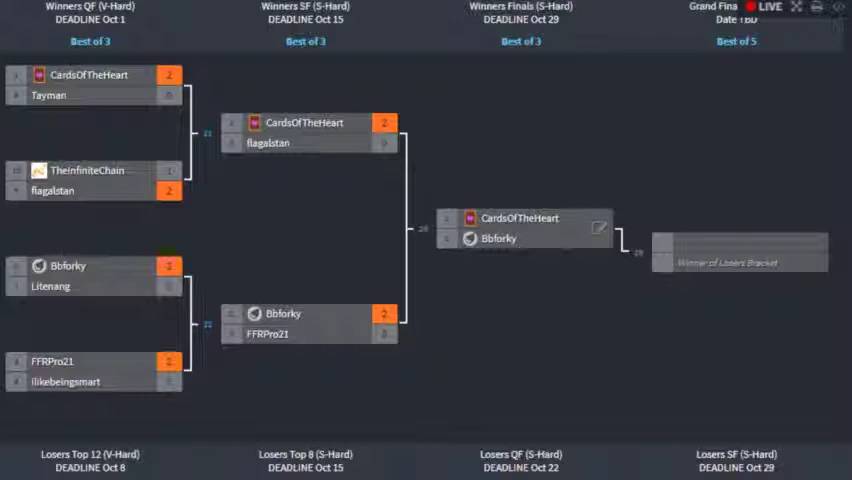 Winners QF (V-Hard)
DEADLINE Oct 1
Best of 3
Winners SF (S-Hard)
DEADLINE Oct 15
Best of 3
Winners Finals (S-Hard)
DEADLINE Oct 29
Best of 3
Grand Fina
Date TBD
Best of 5
LIVE
CardsOfTheHeart 2
Tayman 0
TheInfiniteChain 1
flagalstan 2
Bbforky 2
Litenang
FFRPro21 2
ilikebeingsmart
CardsOfTheHeart 2
flagalstan 0
Bbforky 2
FFRPro21
CardsOfTheHeart
Bbforky
Winner of Losers Bracket
Losers Top 12 (V-Hard)
DEADLINE Oct 8
Losers Top 8 (S-Hard)
DEADLINE Oct 15
Losers QF (S-Hard)
DEADLINE Oct 22
Losers SF (S-Hard)
DEADLINE Oct 29